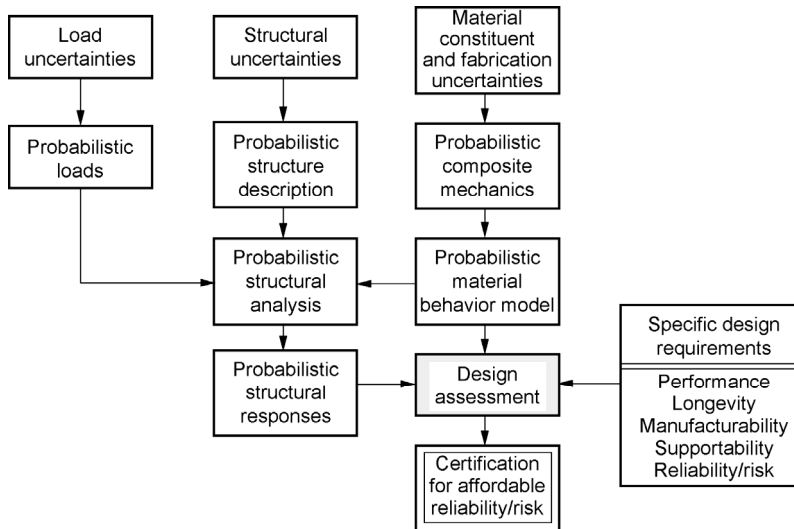 Load
uncertainties
Structural
uncertainties
Material
constituent
and fabrication
uncertainties
Probabilistic
loads
Probabilistic
structure
description
Probabilistic
composite
mechanics
Probabilistic
structural
analysis
Probabilistic
material
behavior model
Specific design
requirements
Performance
Longevity
Manufacturability
Supportability
Reliability/risk
Probabilistic
structural
responses
Design
assessment
Certification
for affordable
reliability/risk